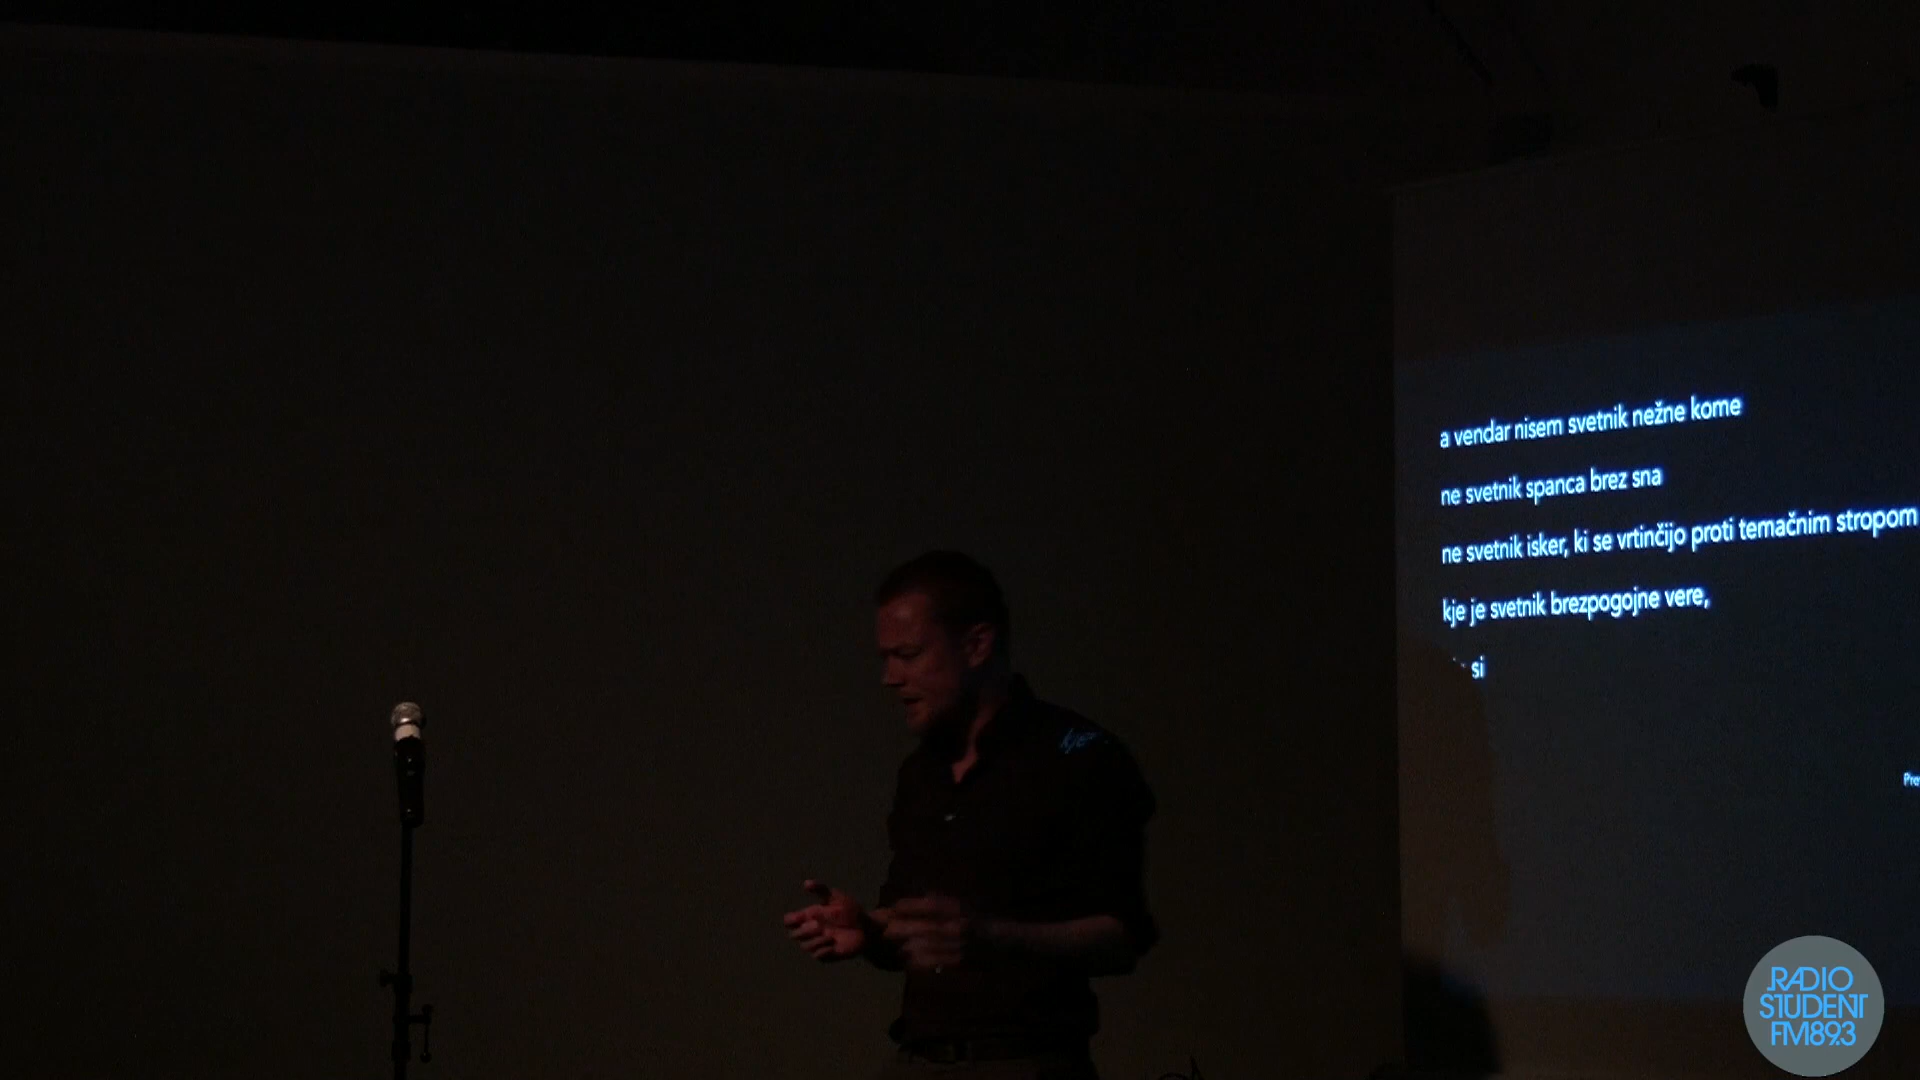 a vendar nisem svetnik nežne kome
ne svetnik spanca brez sna
ne svetnik isker, ki se vrtinčijo proti temačnim stropom
kje je svetnik brezpogojne vere,
si
RADIO
STUDENT
FM89.3